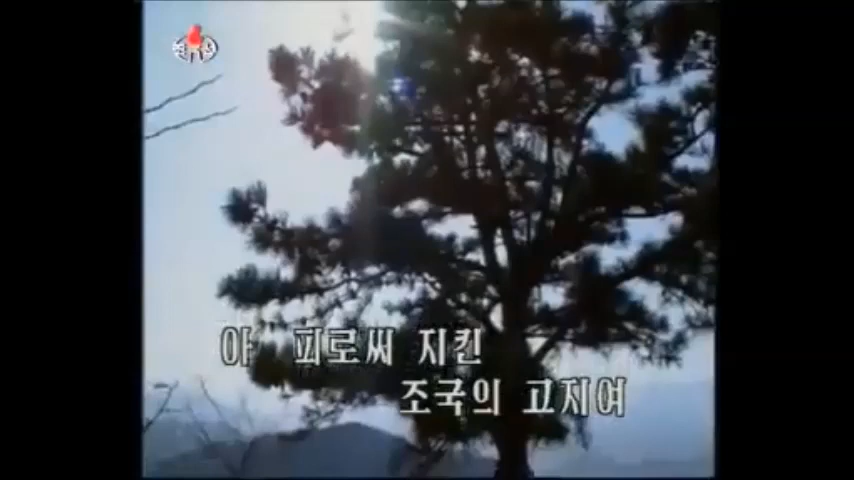 아 피로써 지킨
조국의 고지여